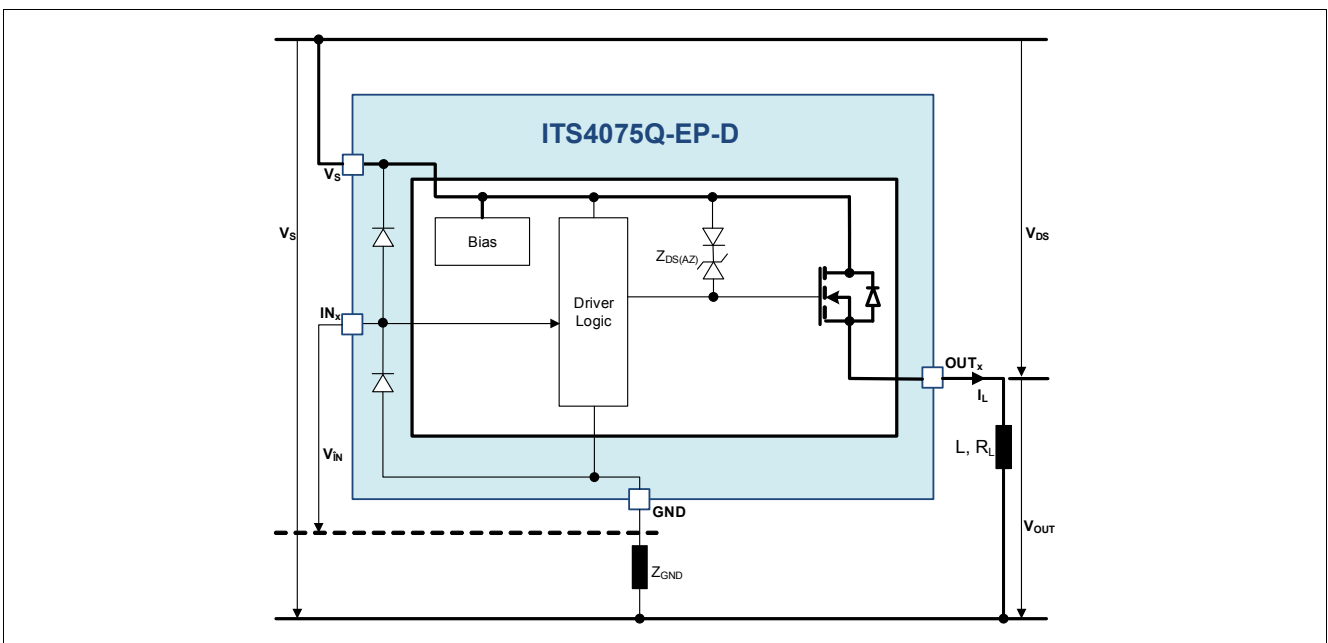 ITS4075Q-EP-D
VS
VS
Bias
Driver
Logic
ZDS(AZ)
VDS
INx
OUTx
IL
L, RL
VIN
GND
VOUT
ZGND